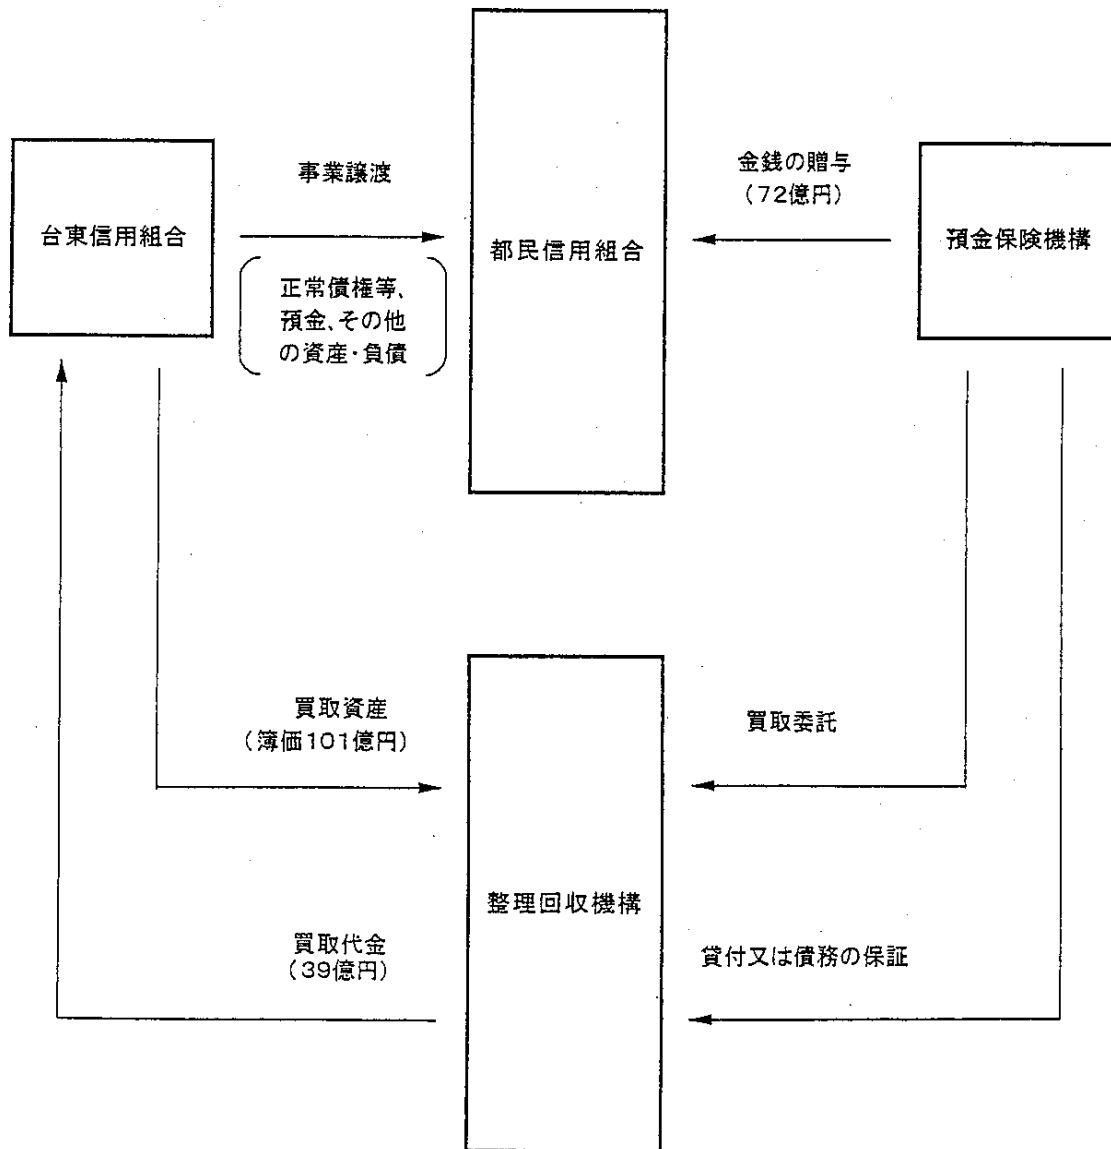 台東信用組合
事業譲渡
正常債権等、
預金、その他
の資産・負債
都民信用組合
金銭の贈与
(72億円)
預金保険機構
買取資産
(簿価101億円)
買取委託
整理回収機構
買取代金
(39億円)
貸付又は債務の保証